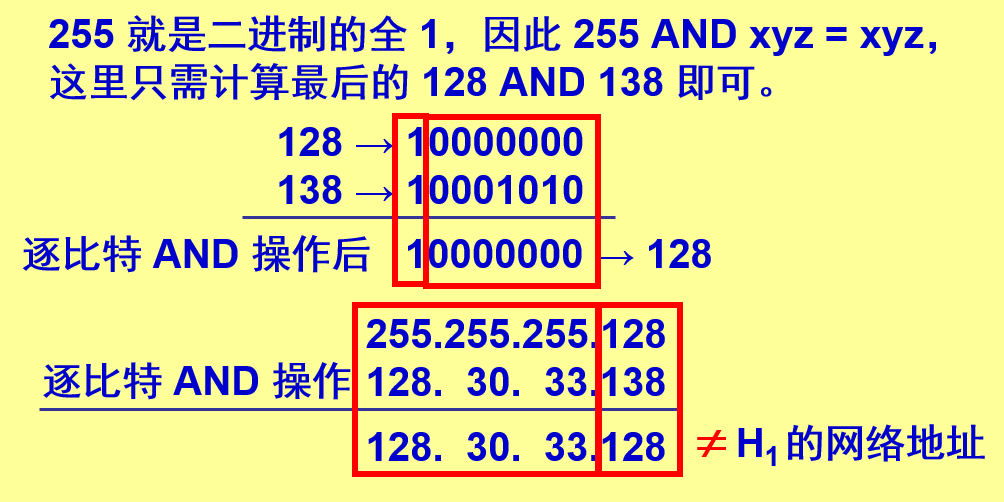 255 就是二进制的全 1，因此 255 AND xyz = xyz，
这里只需计算最后的 128 AND 138 即可。
128 → 10000000
138 → 10001010
逐比特 AND 操作后 10000000 → 128
255.255.255.128
逐比特 AND 操作 128. 30. 33.138
128. 30. 33.128 ≠ H₁ 的网络地址